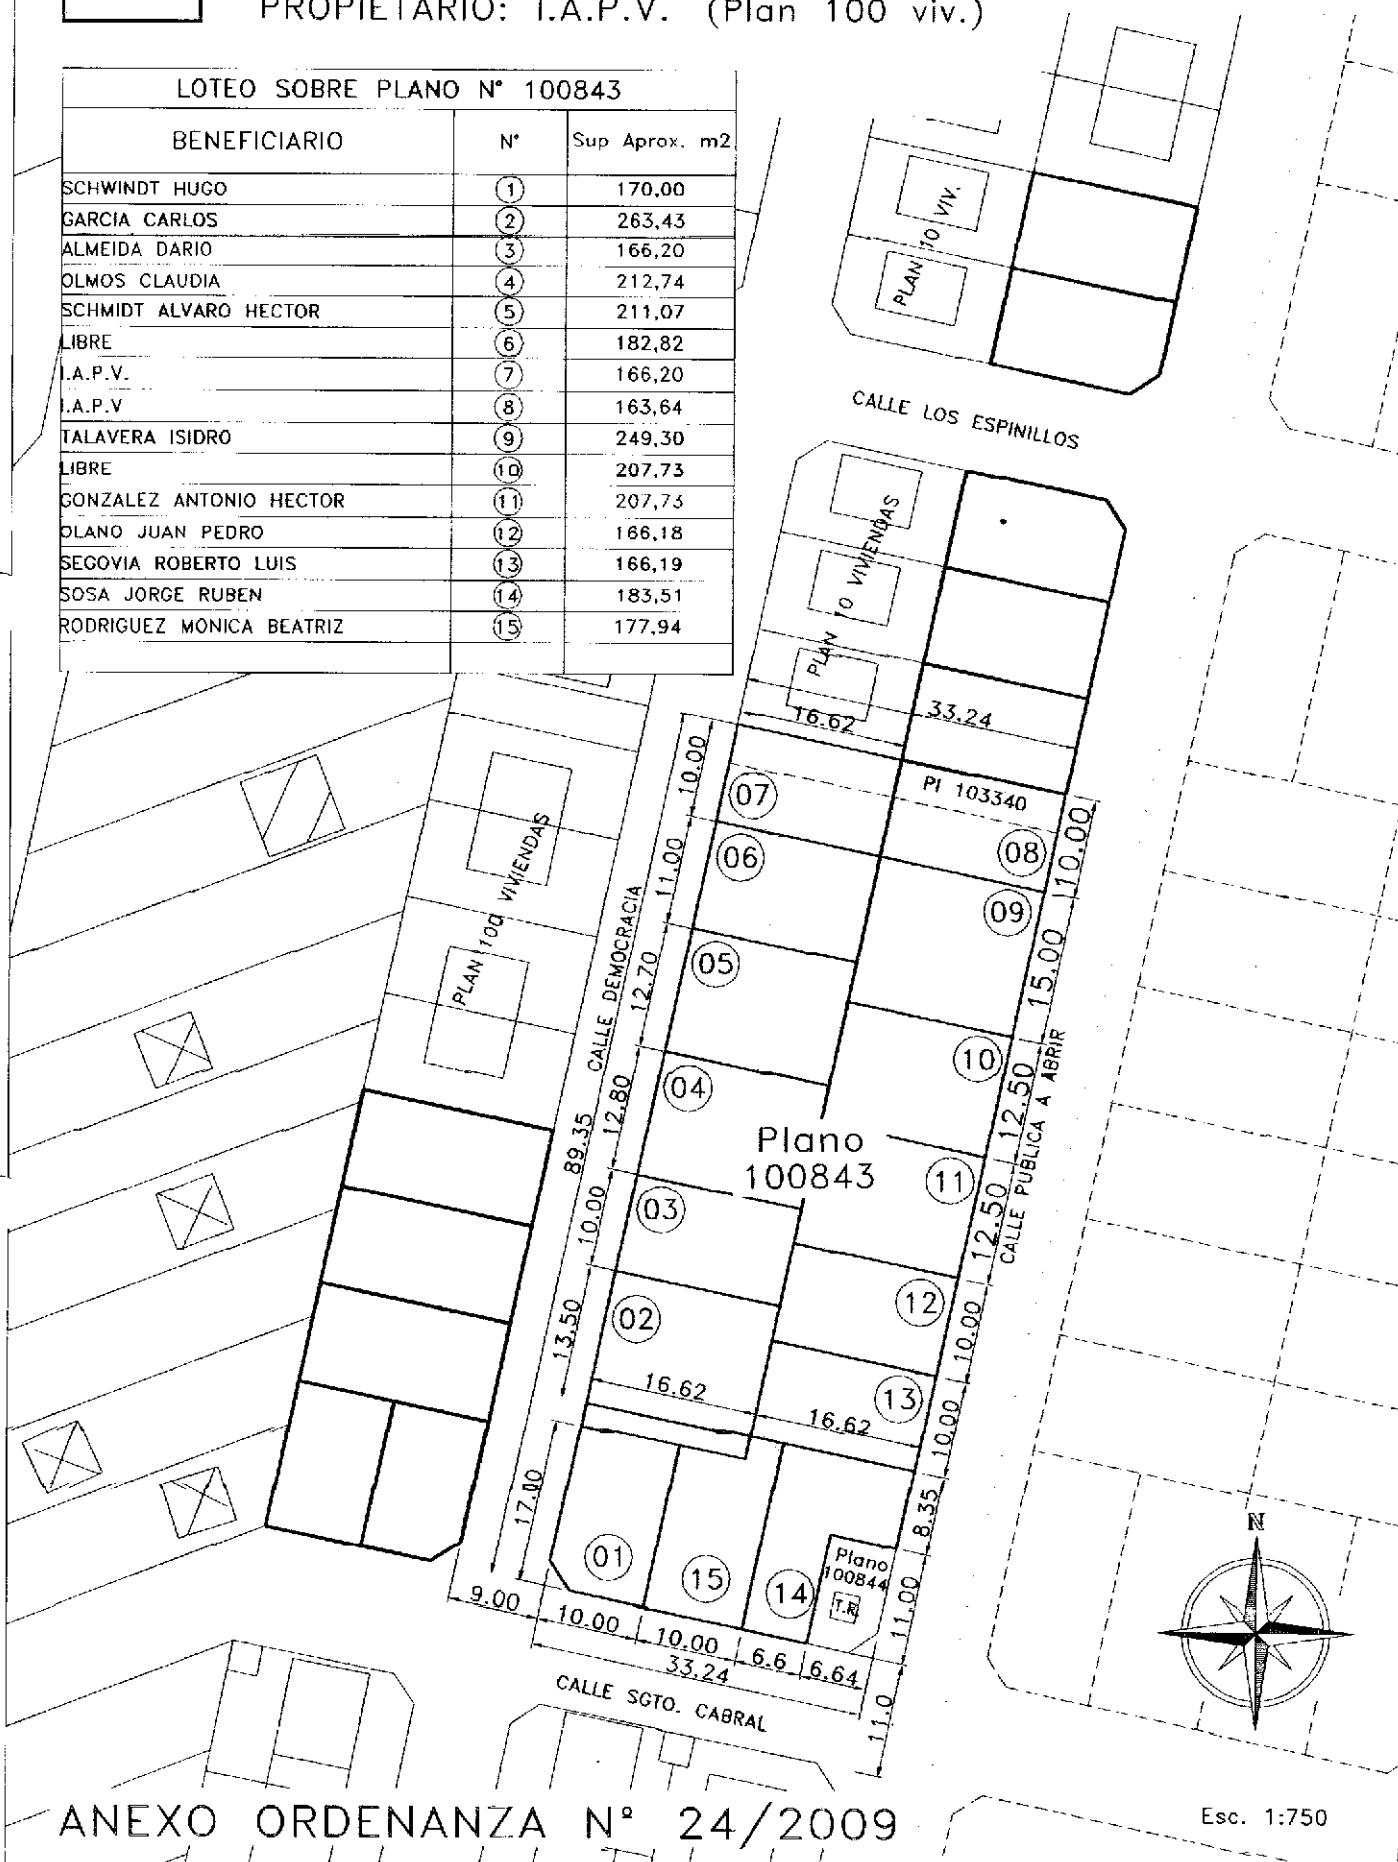 PROPIETARIO: I.A.P.V. (Plan 100 viv.)
LOTEO SOBRE PLANO N° 100843
BENEFICIARIO N° Sup Aprox. m2
SCHWINDT HUGO 1 170,00
GARCIA CARLOS 2 263,43
ALMEIDA DARIO 3 166,20
OLMOS CLAUDIA 4 212,74
SCHMIDT ALVARO HECTOR 5 211,07
LIBRE 6 182,82
I.A.P.V. 7 166,20
I.A.P.V 8 163,64
TALAVERA ISIDRO 9 249,30
LIBRE 10 207,73
GONZALEZ ANTONIO HECTOR 11 207,73
OLANO JUAN PEDRO 12 166,18
SEGOVIA ROBERTO LUIS 13 166,19
SOSA JORGE RUBEN 14 183,51
RODRIGUEZ MONICA BEATRIZ 15 177,94
PLAN 10 VIV.
CALLE LOS ESPINILLOS
PLAN 10 VIVIENDAS
16.62
33.24
10.00
07
Pl 103340
08
10.00
11.00
06
09
15.00
PLAN 100 VIVIENDAS
CALLE DEMOCRACIA
12.70
05
10
12.50
CALLE PUBLICA A ABRIR
89.35
12.80
04
Plano
100843
11
12.50
10.00
03
12
10.00
13.50
02
16.62
16.62
13
10.00
17.00
8.35
01
15
14
Plano
100844
T.R.
11.00
9.00
10.00
10.00
6.6
6.64
33.24
11.0
CALLE SGTO. CABRAL
N
ANEXO ORDENANZA Nº 24/2009
Esc. 1:750